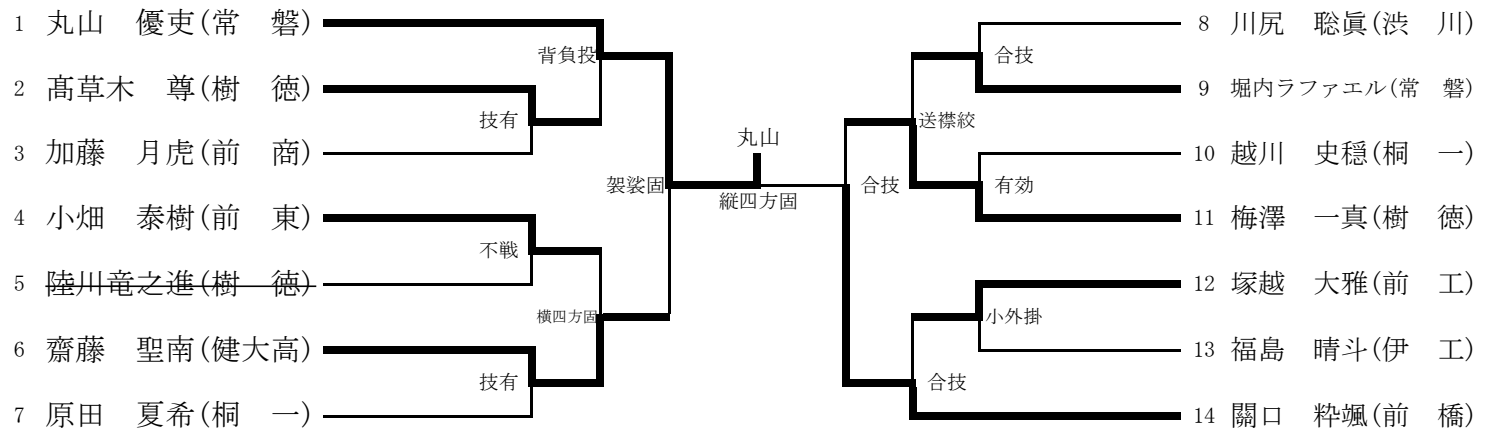 1 丸山　優吏(常　磐)
背負投
2 髙草木　尊(樹　徳)
技有
3 加藤　月虎(前　商)
袈裟固
4 小畑　泰樹(前　東)
不戦
5 陸川竜之進(樹　徳)
横四方固
6 齋藤　聖南(健大高)
技有
7 原田　夏希(桐　一)
丸山
縦四方固
8 川尻　聡眞(渋　川)
合技
9 堀内ラファエル(常　磐)
送襟絞
10 越川　史穏(桐　一)
有効
11 梅澤　一真(樹　徳)
合技
12 塚越　大雅(前　工)
小外掛
13 福島　晴斗(伊　工)
合技
14 關口　粋颯(前　橋)